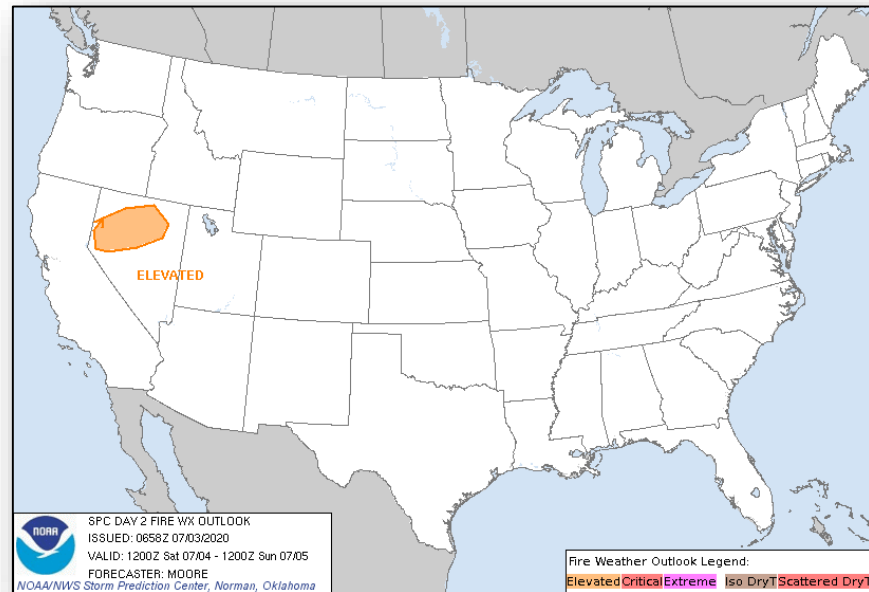 ELEVATED
NOAA
SPC DAY 2 FIRE WX OUTLOOK
ISSUED: 0658Z 07/03/2020
VALID: 1200Z Sat 07/04 - 1200Z Sun 07/05
FORECASTER: MOORE
NOAA/NWS Storm Prediction Center, Norman, Oklahoma
Fire Weather Outlook Legend:
Elevated Critical Extreme Iso DryT Scattered DryT